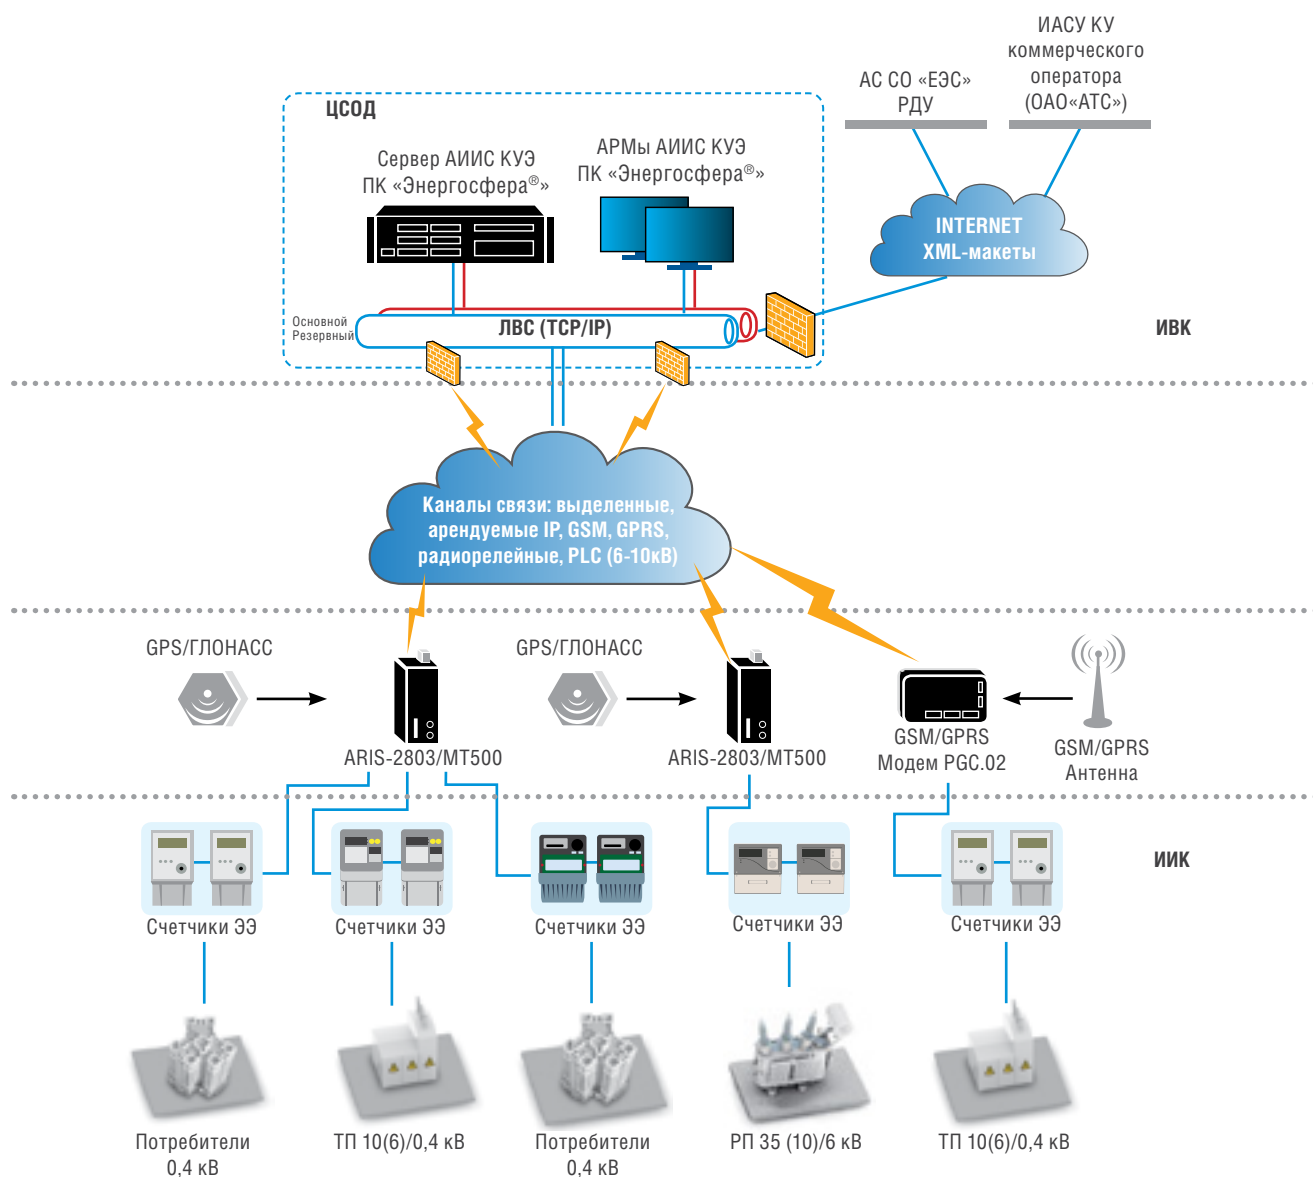 ИАСУ КУ
коммерческого
оператора
(ОАО«АТС»)
АС СО «ЕЭС»
РДУ
ЦСОД
Сервер АИИС КУЭ
ПК «Энергосфера®»
АРМы АИИС КУЭ
ПК «Энергосфера®»
INTERNET
XML-макеты
Основной
Резервный
ЛВС (TCP/IP)
ИВК
Каналы связи: выделенные,
арендуемые IP, GSM, GPRS,
радиорелейные, PLC (6-10кВ)
GPS/ГЛОНАСС
GPS/ГЛОНАСС
ARIS-2803/MT500
ARIS-2803/MT500
GSM/GPRS
Модем PGC.02
GSM/GPRS
Антенна
ИИК
Счетчики ЭЭ
Счетчики ЭЭ
Счетчики ЭЭ
Счетчики ЭЭ
Счетчики ЭЭ
Потребители
0,4 кВ
ТП 10(6)/0,4 кВ
Потребители
0,4 кВ
РП 35 (10)/6 кВ
ТП 10(6)/0,4 кВ